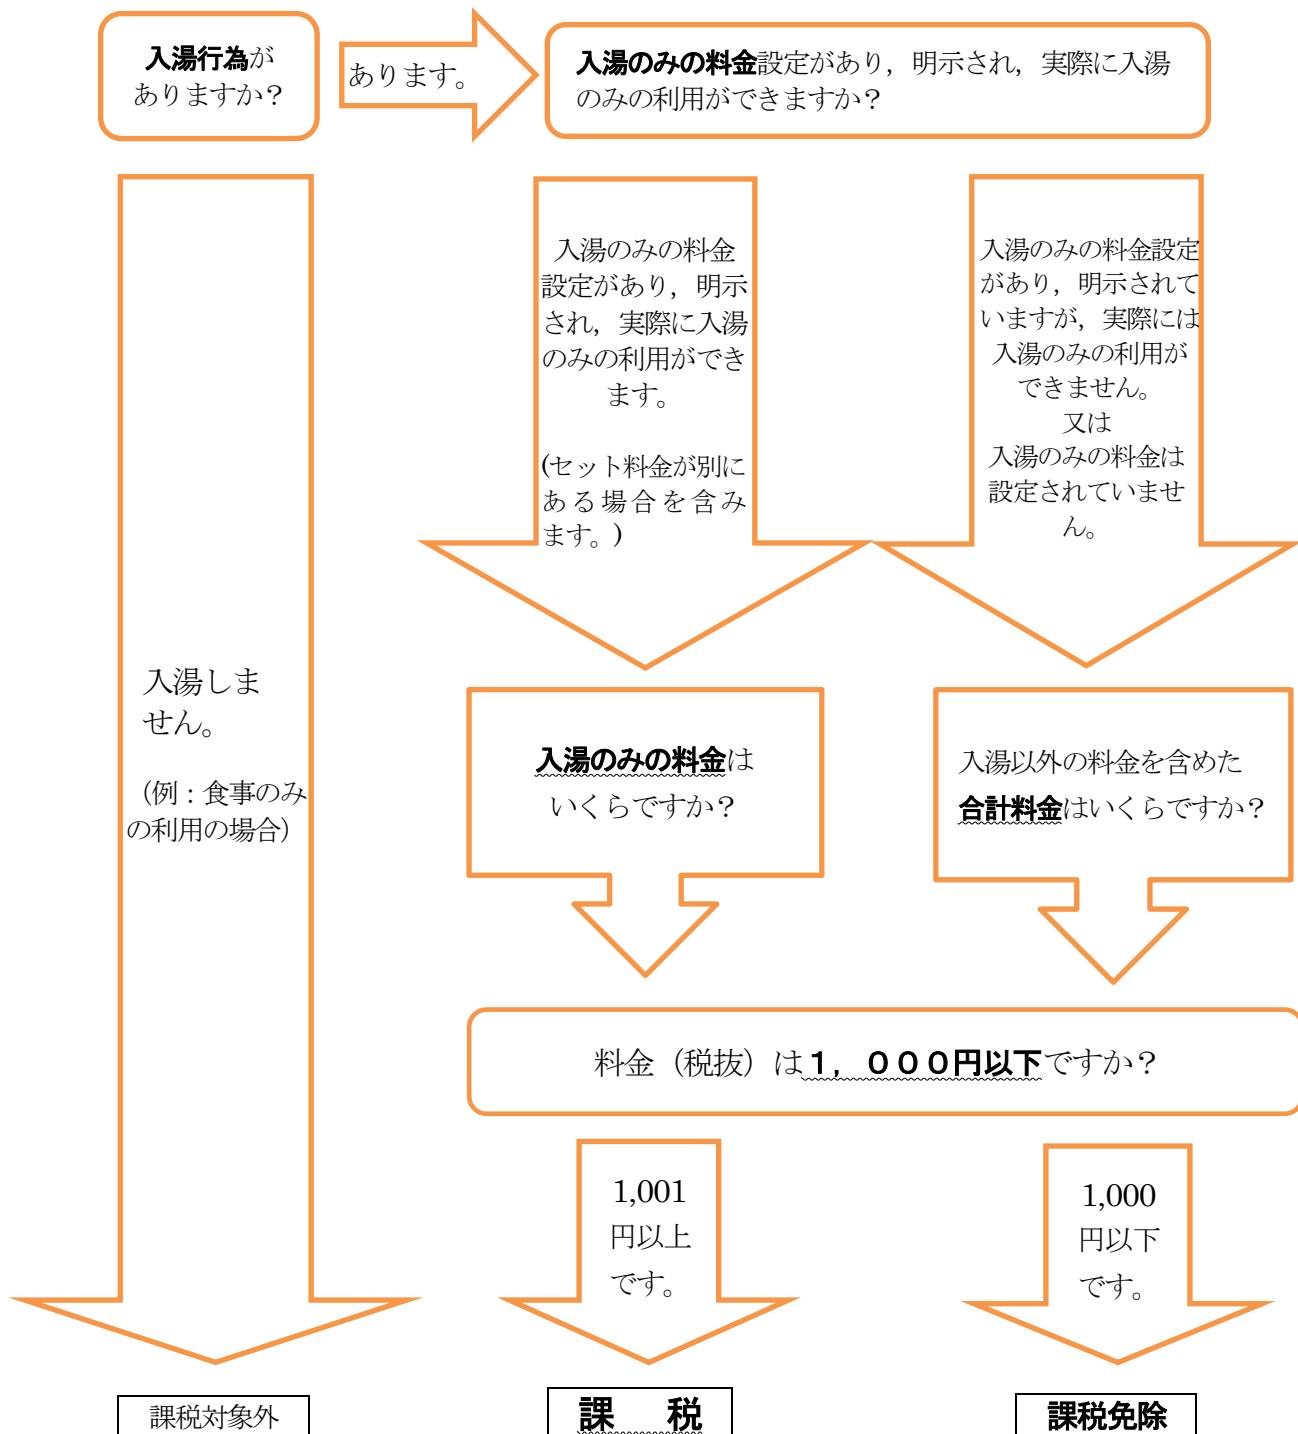 入湯行為が
ありますか？
あります。
入湯のみの料金設定があり，明示され，実際に入湯
のみの利用ができますか？
入湯しま
せん。
（例：食事のみ
の利用の場合）
入湯のみの料金
設定があり，明示
され，実際に入湯
のみの利用ができ
ます。
(セット料金が別に
ある場合を含み
ます。)
入湯のみの料金設定
があり，明示されて
いますが，実際には
入湯のみの利用が
できません。
又は
入湯のみの料金は
設定されていませ
ん。
入湯のみの料金は
いくらですか？
入湯以外の料金を含めた
合計料金はいくらですか？
料金（税抜）は１，０００円以下ですか？
1,001
円以上
です。
1,000
円以下
です。
課税対象外
課　税
課税免除